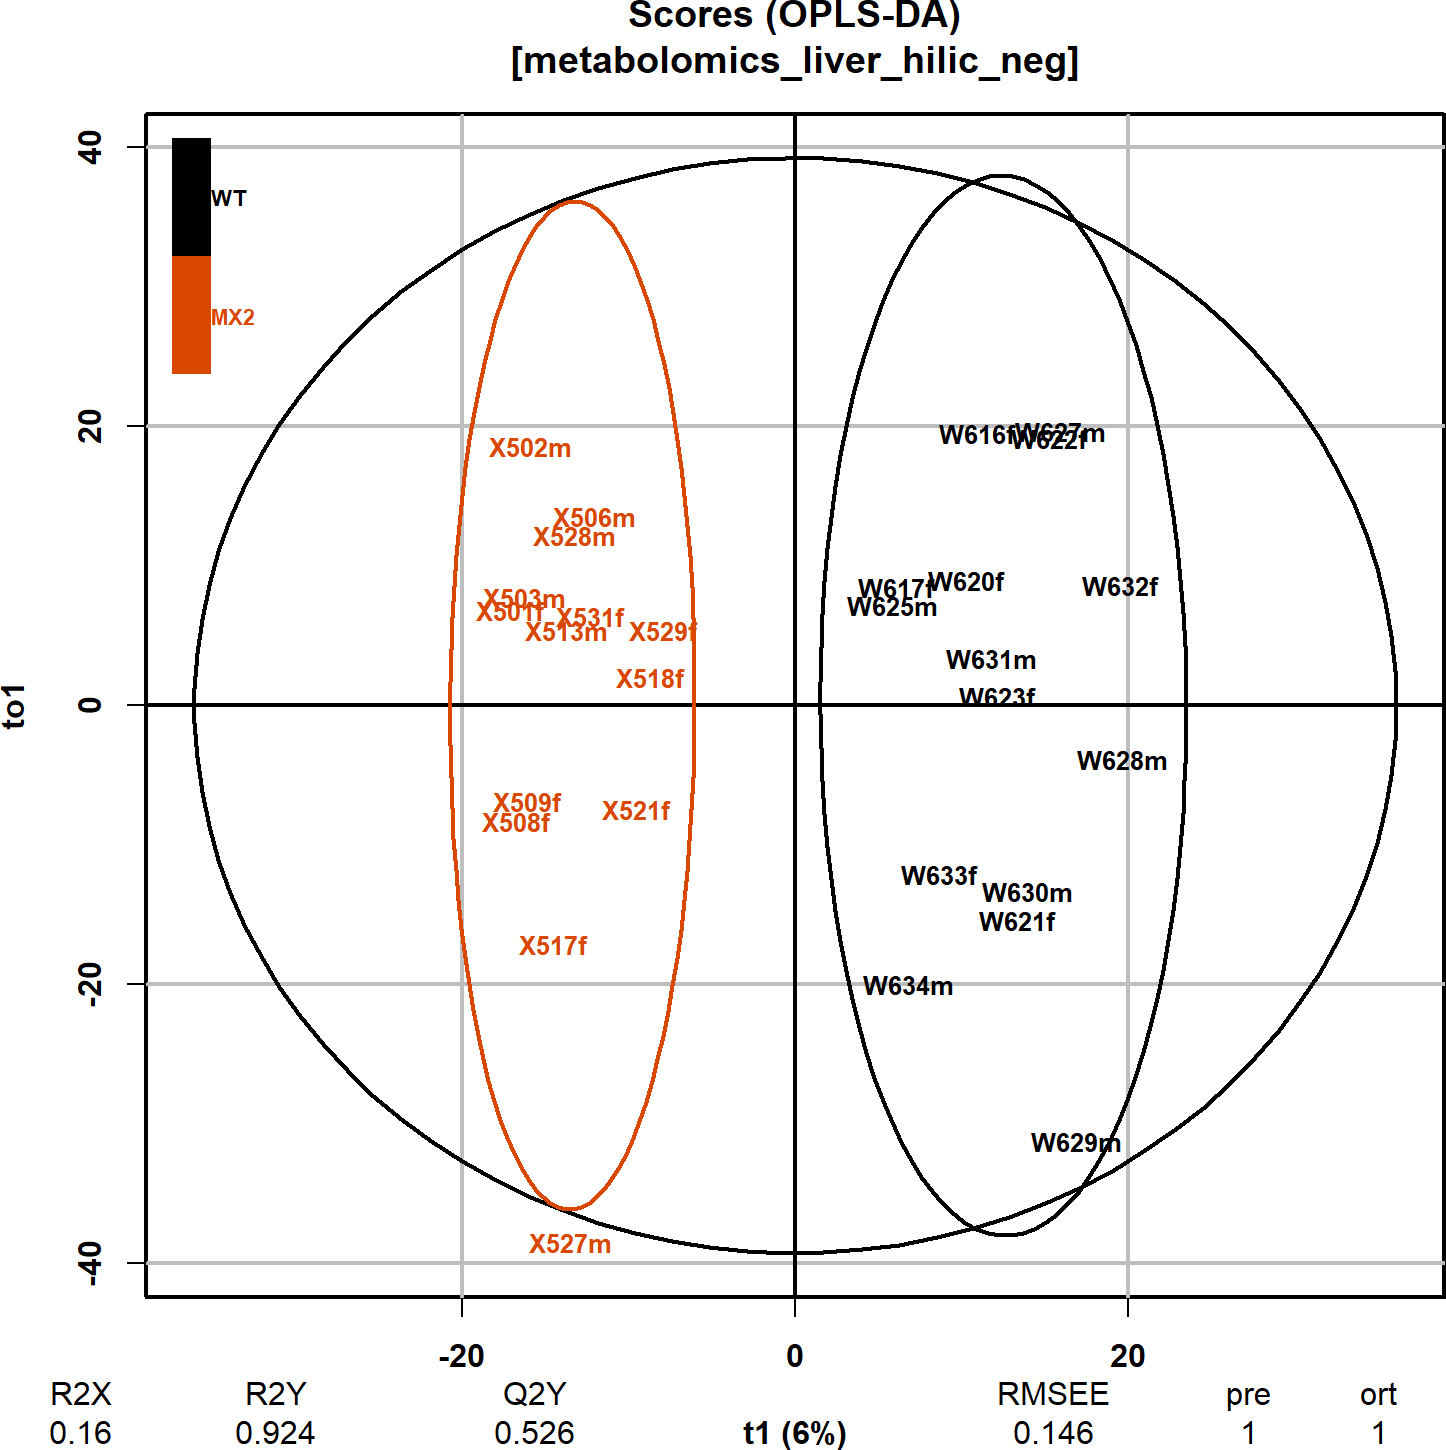 Scores (OPLS-DA)
[metabolomics_liver_hilic_neg]
40
20
0
-20
-40
to1
WT
MX2
W616f
W627m
W622f
X502m
X506m
X528m
X503m
X501f
X531f
X513m
X529f
X518f
W617f
W620f
W632f
W625m
W631m
W623f
W628m
X509f
X508f
X521f
W633f
W630m
W621f
X517f
W634m
W629m
X527m
-20 0 20
R2X R2Y Q2Y RMSEE pre ort
0.16 0.924 0.526 t1 (6%) 0.146 1 1